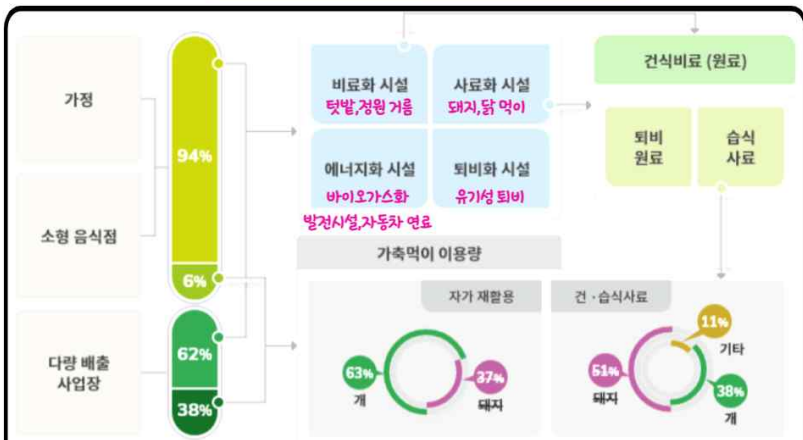 가정
소형 음식점
다량 배출
사업장
94%
6%
62%
38%
비료화 시설
텃밭,정원 거름
사료화 시설
돼지,닭 먹이
에너지화 시설
바이오가스화
발전시설,자동차 연료
퇴비화 시설
유기성 퇴비
건식비료 (원료)
퇴비
원료
습식
사료
가축먹이 이용량
자가 재활용
63%
개
37%
돼지
건·습식사료
11%
기타
51%
돼지
38%
개